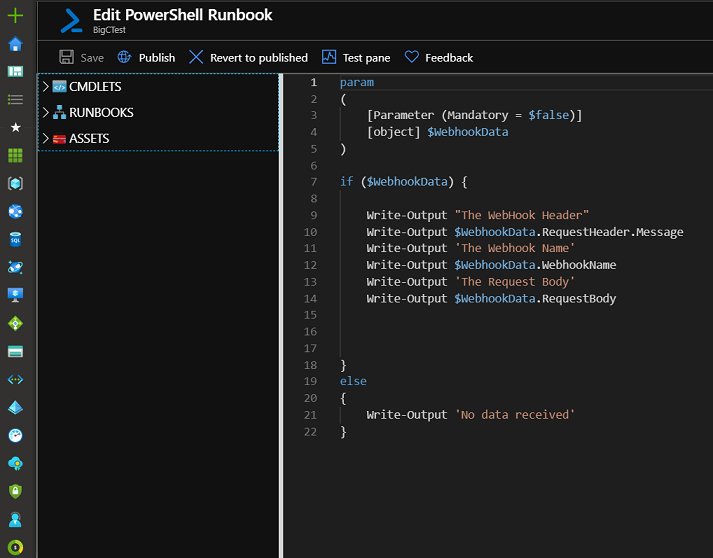 Edit PowerShell Runbook
BigCTest
Save Publish Revert to published Test pane Feedback
CMDLETS
RUNBOOKS
ASSETS
1 param
2 (
3     [Parameter (Mandatory = $false)]
4     [object] $WebhookData
5 )
6
7 if ($WebhookData) {
8
9     Write-Output "The WebHook Header"
10     Write-Output $WebhookData.RequestHeader.Message
11     Write-Output 'The Webhook Name'
12     Write-Output $WebhookData.WebhookName
13     Write-Output 'The Request Body'
14     Write-Output $WebhookData.RequestBody
15
16
17
18 }
19 else
20 {
21     Write-Output 'No data received'
22 }